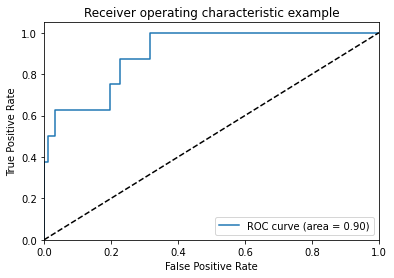 Receiver operating characteristic example
True Positive Rate
1.0
0.8
0.6
0.4
0.2
0.0
ROC curve (area = 0.90)
0.0 0.2 0.4 0.6 0.8 1.0
False Positive Rate